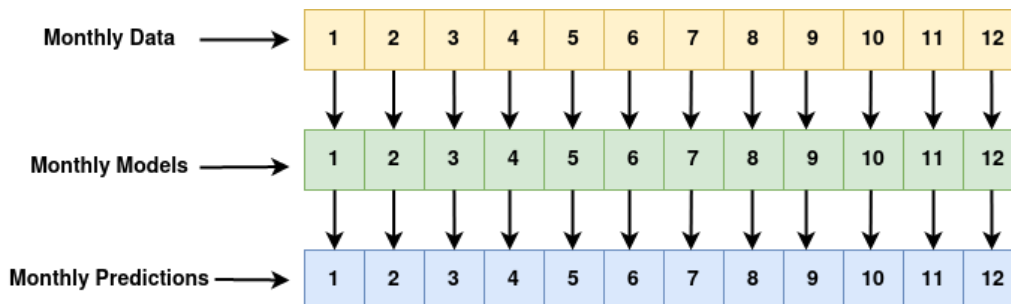 Monthly Data 1 2 3 4 5 6 7 8 9 10 11 12
Monthly Models 1 2 3 4 5 6 7 8 9 10 11 12
Monthly Predictions 1 2 3 4 5 6 7 8 9 10 11 12